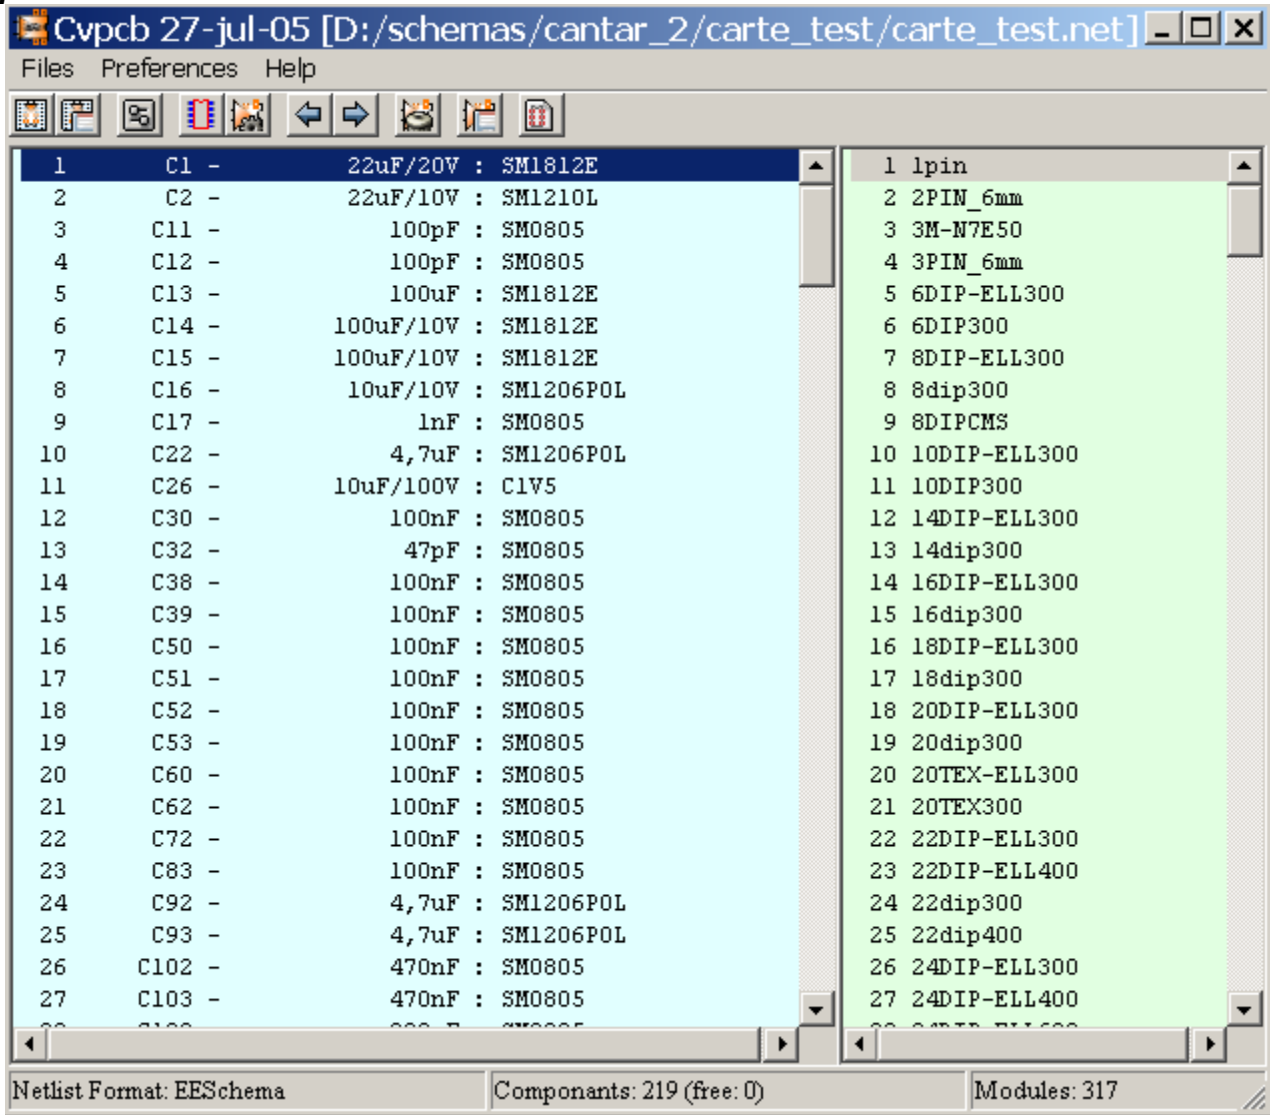 Cvpcb 27-jul-05 [D:/schemas/cantar_2/carte_test/carte_test.net]
Files Preferences Help
1 C1 - 22uF/20V : SM1812E
2 C2 - 22uF/10V : SM1210L
3 C11 - 100pF : SM0805
4 C12 - 100pF : SM0805
5 C13 - 100uF : SM1812E
6 C14 - 100uF/10V : SM1812E
7 C15 - 100uF/10V : SM1812E
8 C16 - 10uF/10V : SM1206POL
9 C17 - 1nF : SM0805
10 C22 - 4,7uF : SM1206POL
11 C26 - 10uF/100V : C1V5
12 C30 - 100nF : SM0805
13 C32 - 47pF : SM0805
14 C38 - 100nF : SM0805
15 C39 - 100nF : SM0805
16 C50 - 100nF : SM0805
17 C51 - 100nF : SM0805
18 C52 - 100nF : SM0805
19 C53 - 100nF : SM0805
20 C60 - 100nF : SM0805
21 C62 - 100nF : SM0805
22 C72 - 100nF : SM0805
23 C83 - 100nF : SM0805
24 C92 - 4,7uF : SM1206POL
25 C93 - 4,7uF : SM1206POL
26 C102 - 470nF : SM0805
27 C103 - 470nF : SM0805
1 1pin
2 2PIN_6mm
3 3M-N7E50
4 3PIN_6mm
5 6DIP-ELL300
6 6DIP300
7 8DIP-ELL300
8 8dip300
9 8DIPCMS
10 10DIP-ELL300
11 10DIP300
12 14DIP-ELL300
13 14dip300
14 16DIP-ELL300
15 16dip300
16 18DIP-ELL300
17 18dip300
18 20DIP-ELL300
19 20dip300
20 20TEX-ELL300
21 20TEX300
22 22DIP-ELL300
23 22DIP-ELL400
24 22dip300
25 22dip400
26 24DIP-ELL300
27 24DIP-ELL400
Netlist Format: EESchema
Componants: 219 (free: 0)
Modules: 317